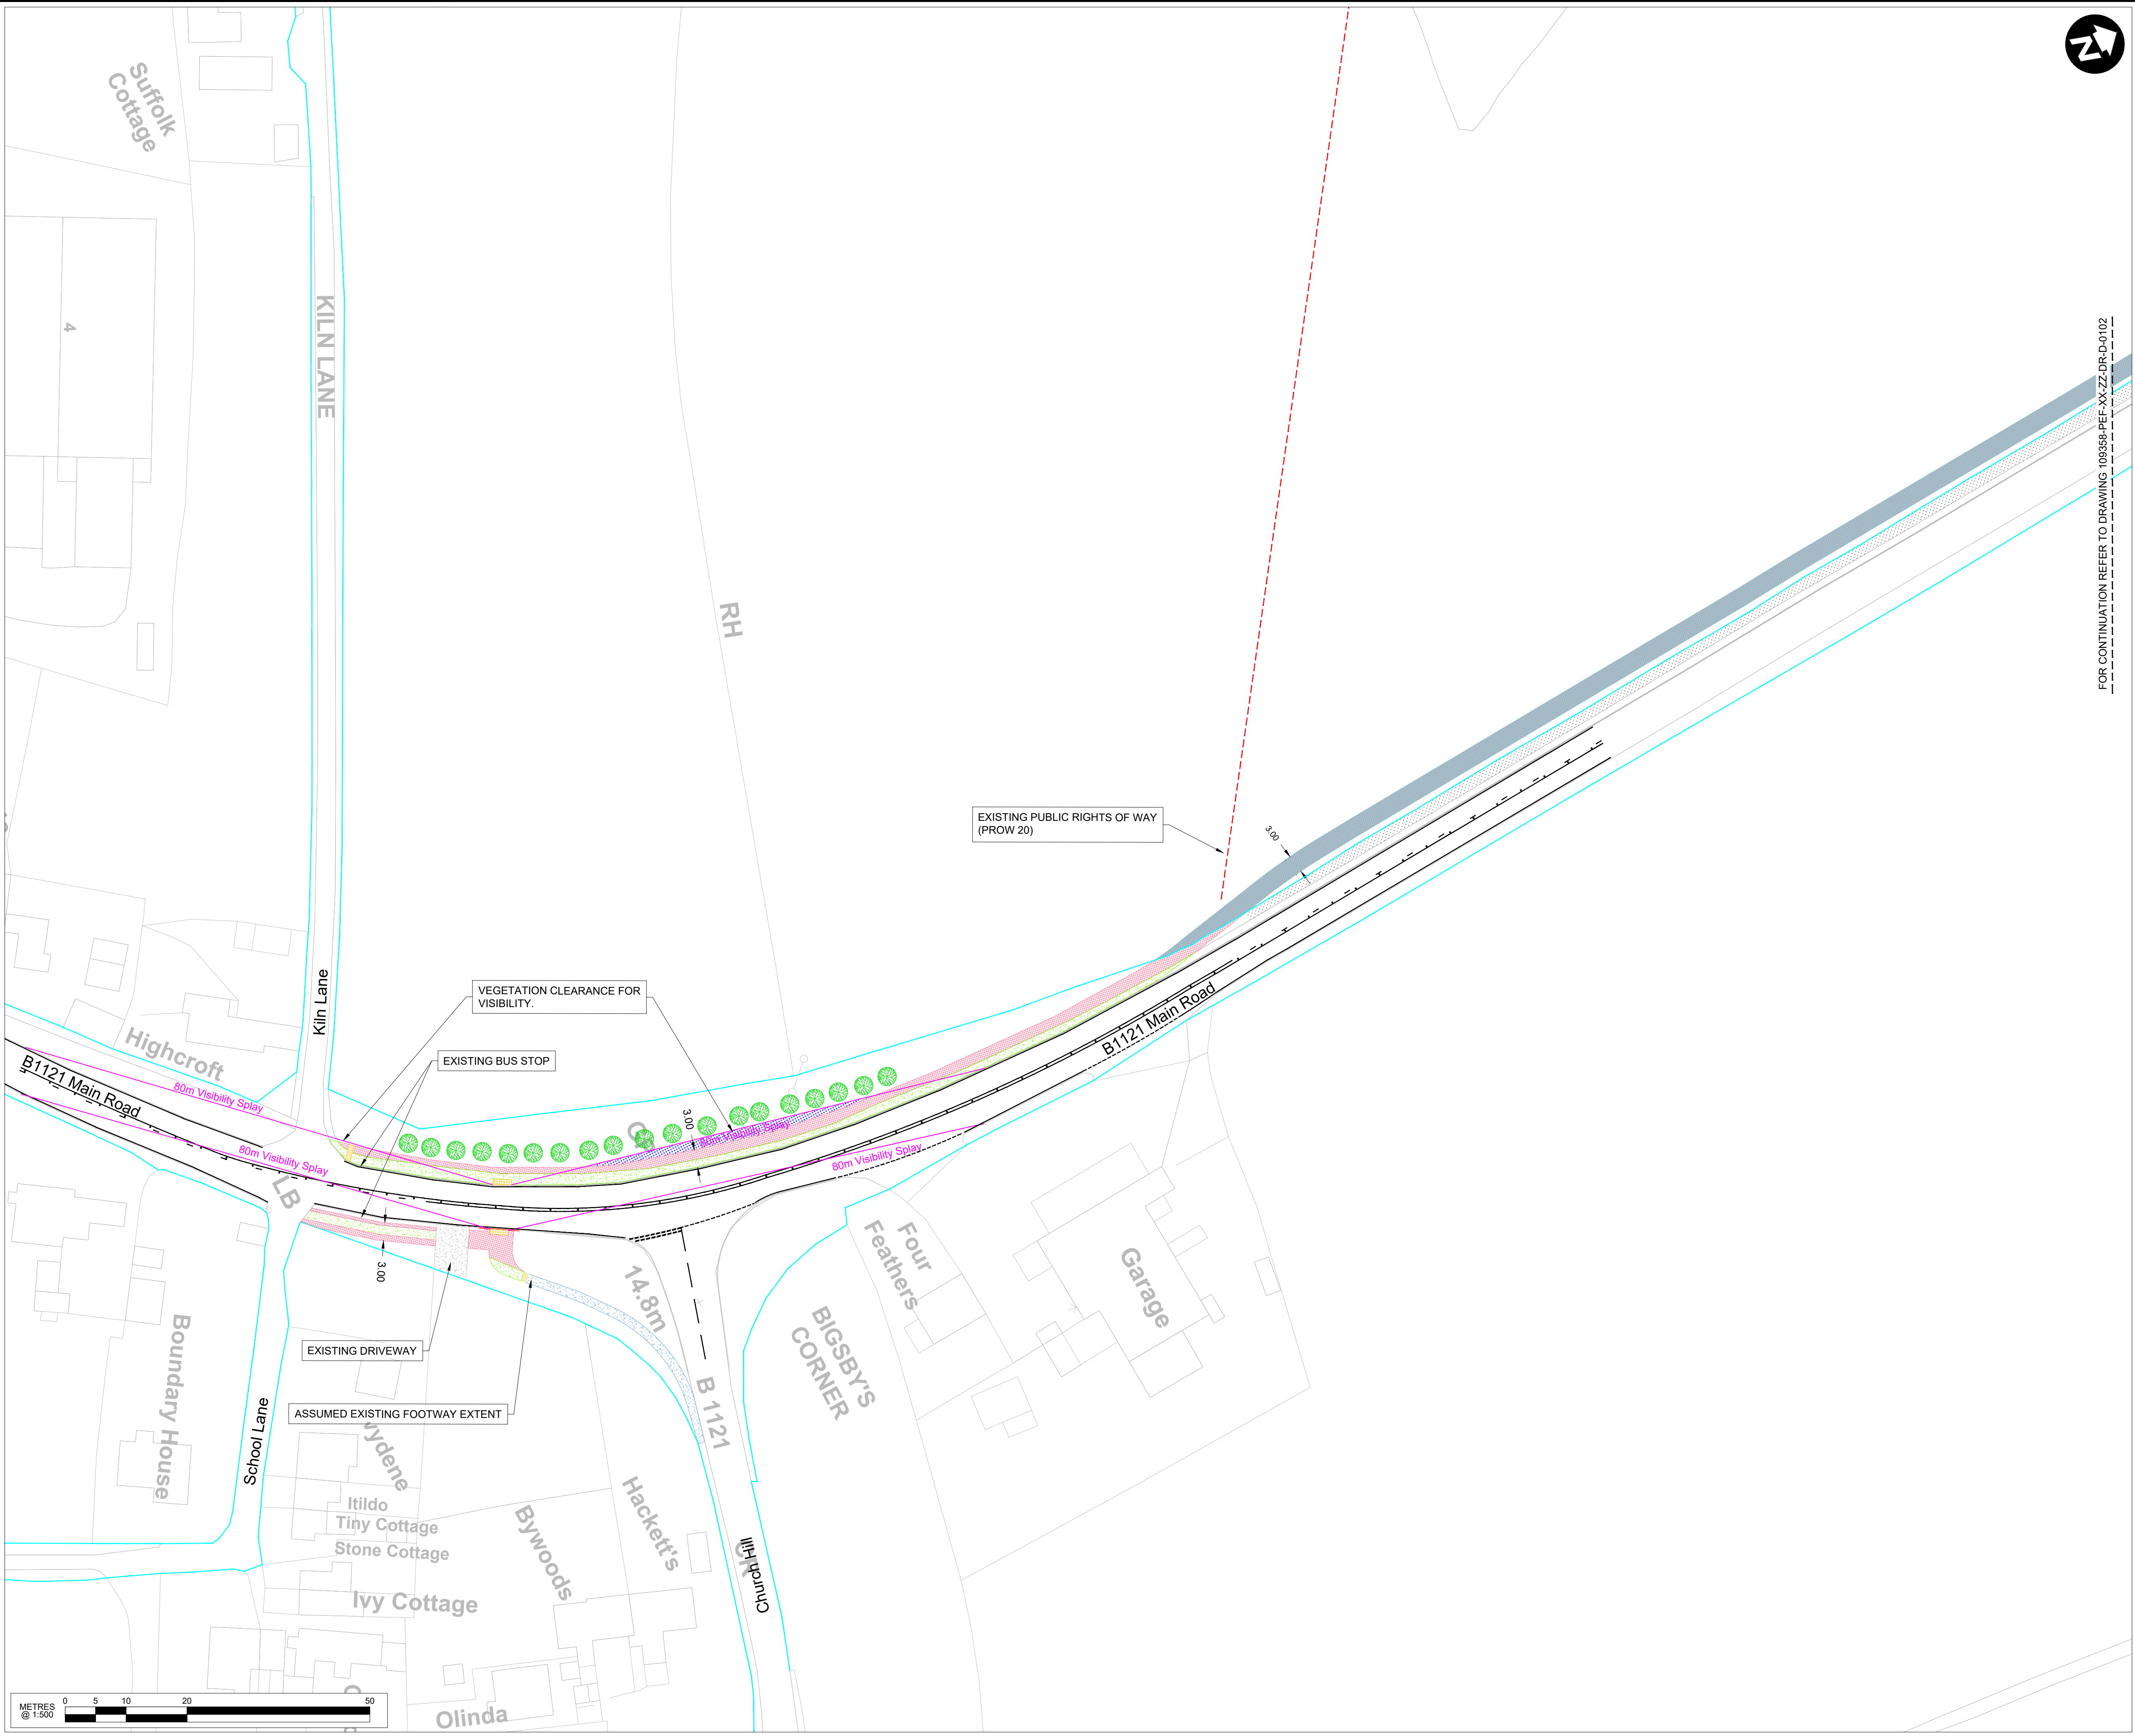 N
Suffolk
Cottage
4
KILN LANE
FOR CONTINUATION REFER TO DRAWING 109358-PEF-XX-ZZ-DR-D-0102
RH
EXISTING PUBLIC RIGHTS OF WAY
(PROW 20)
3.00
Kiln Lane
VEGETATION CLEARANCE FOR
VISIBILITY.
EXISTING BUS STOP
Highcroft
B1121 Main Road
B1121 Main Road
80m Visibility Splay
80m Visibility Splay
80m Visibility Splay
80m Visibility Splay
3.00
LB
3.00
Four
Feathers
Garage
14.8m
BIGSBY'S
CORNER
EXISTING DRIVEWAY
Boundary House
ASSUMED EXISTING FOOTWAY EXTENT
B 1121
School Lane
Itildo
Tiny Cottage
Stone Cottage
Ivy Cottage
Bywoods
Hackett's
Church Hill
Olinda
METRES
@ 1:500
0 5 10 20 50